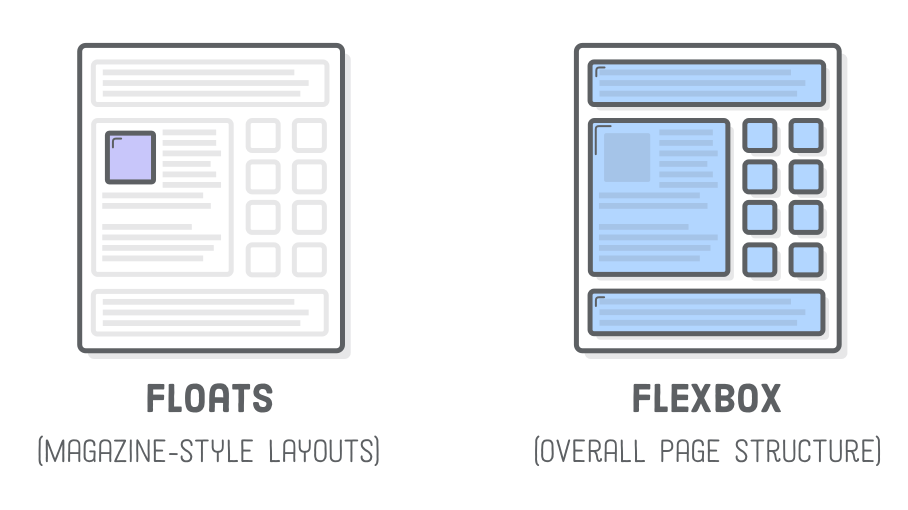 FLOATS
(MAGAZINE-STYLE LAYOUTS)
FLEXBOX
(OVERALL PAGE STRUCTURE)